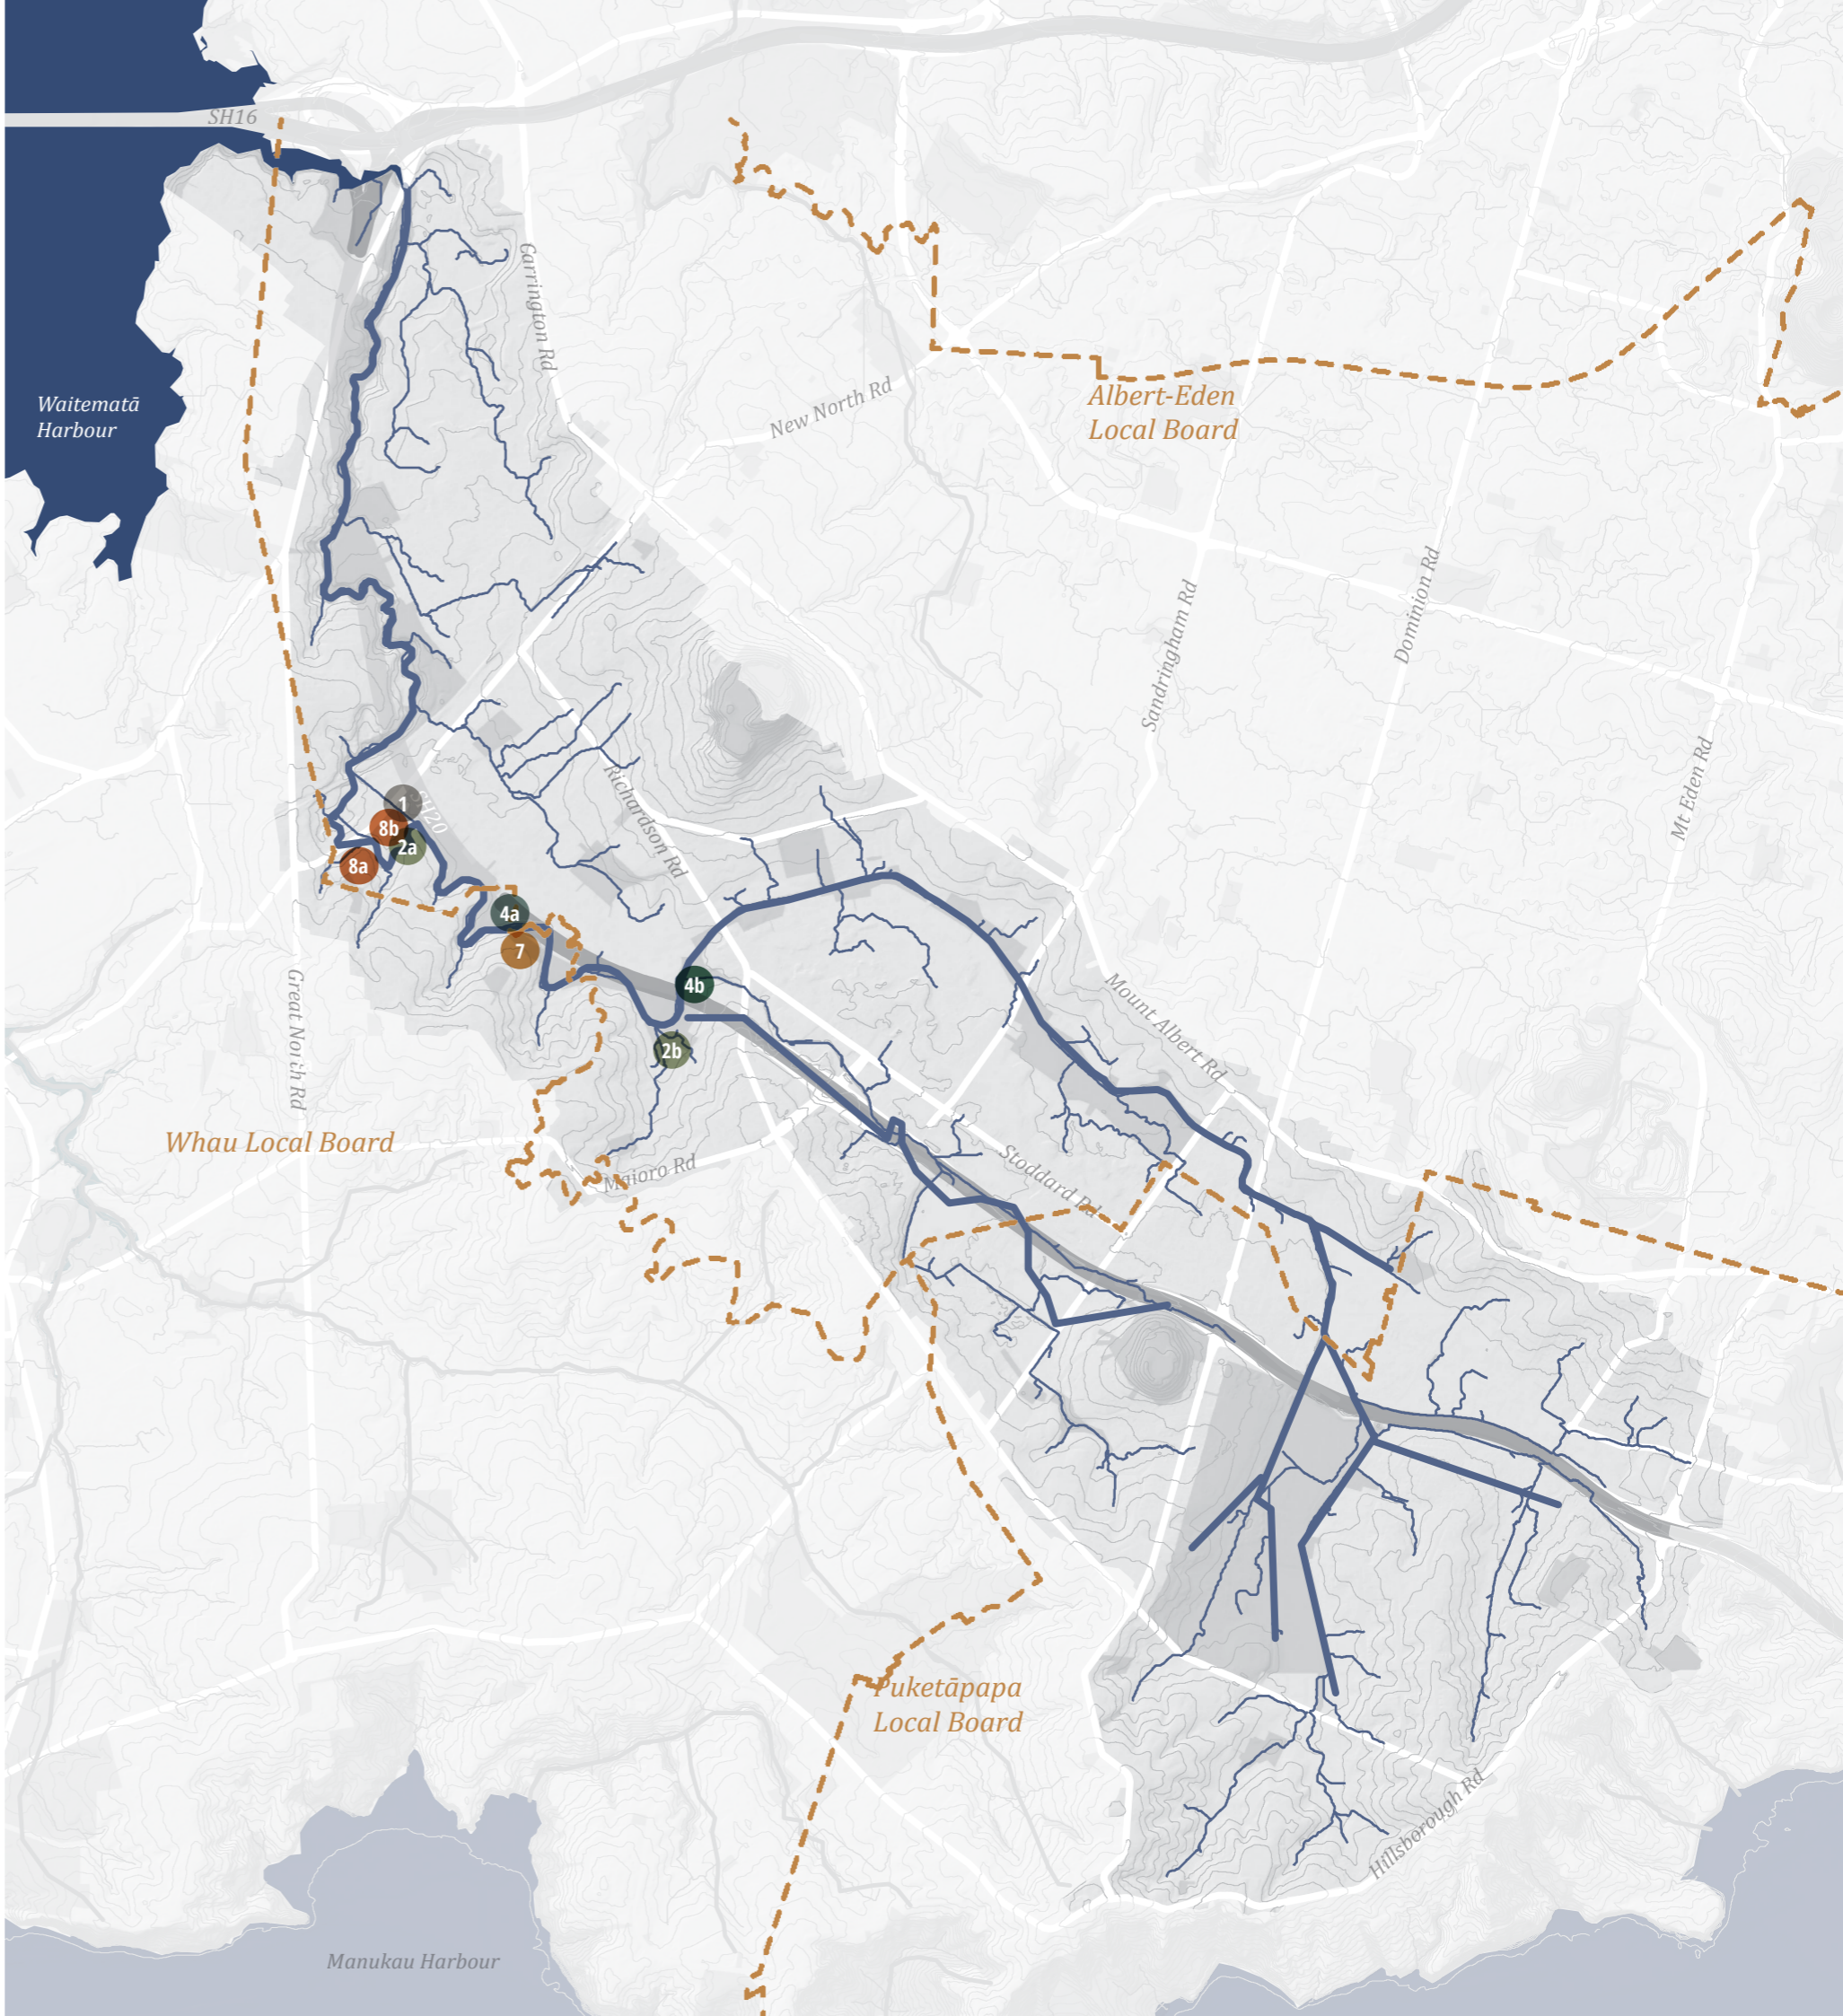 SH16
Carrington Rd
Waitematā
Harbour
New North Rd
Albert-Eden
Local Board
Sandringham Rd
Dominion Rd
Mt Eden Rd
Richardson Rd
SH20
1
8b
2a
8a
4a
7
4b
2b
Great North Rd
Mount Albert Rd
Whau Local Board
Maioro Rd
Stoddard Rd
Puketāpapa
Local Board
Hillsborough Rd
Manukau Harbour